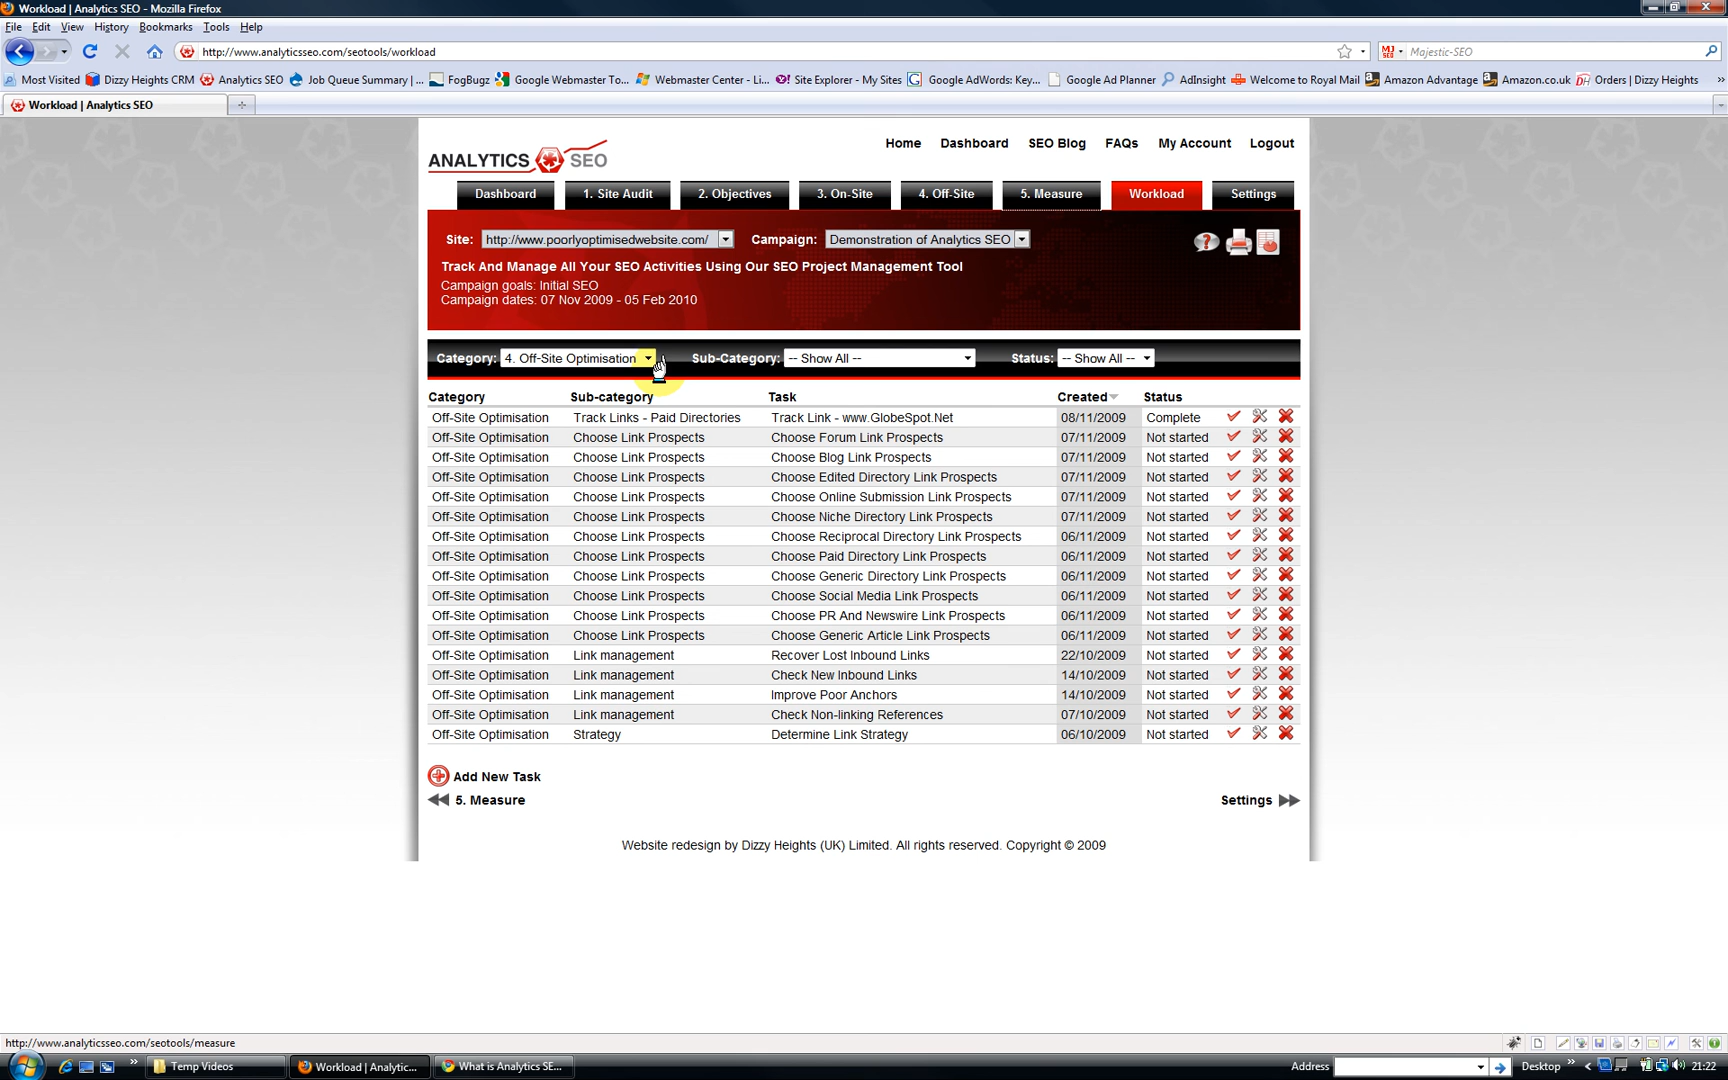 Workload | Analytics SEO - Mozilla Firefox
File Edit View History Bookmarks Tools Help
http://www.analyticsseo.com/seotools/workload
Majestic-SEO
Most Visited Dizzy Heights CRM Analytics SEO Job Queue Summary | ... FogBugz Google Webmaster To... Webmaster Center - Li... Site Explorer - My Sites Google AdWords: Key... Google Ad Planner AdInsight Welcome to Royal Mail Amazon Advantage Amazon.co.uk Orders | Dizzy Heights »
Workload | Analytics SEO
Home Dashboard SEO Blog FAQs My Account Logout
ANALYTICS SEO
Dashboard 1. Site Audit 2. Objectives 3. On-Site 4. Off-Site 5. Measure Workload Settings
Site: http://www.poorlyoptimisedwebsite.com/ Campaign: Demonstration of Analytics SEO
Track And Manage All Your SEO Activities Using Our SEO Project Management Tool
Campaign goals: Initial SEO
Campaign dates: 07 Nov 2009 - 05 Feb 2010
Category: 4. Off-Site Optimisation Sub-Category: -- Show All -- Status: -- Show All --
Category Sub-category Task Created Status
Off-Site Optimisation Track Links - Paid Directories Track Link - www.GlobeSpot.Net 08/11/2009 Complete
Off-Site Optimisation Choose Link Prospects Choose Forum Link Prospects 07/11/2009 Not started
Off-Site Optimisation Choose Link Prospects Choose Blog Link Prospects 07/11/2009 Not started
Off-Site Optimisation Choose Link Prospects Choose Edited Directory Link Prospects 07/11/2009 Not started
Off-Site Optimisation Choose Link Prospects Choose Online Submission Link Prospects 07/11/2009 Not started
Off-Site Optimisation Choose Link Prospects Choose Niche Directory Link Prospects 07/11/2009 Not started
Off-Site Optimisation Choose Link Prospects Choose Reciprocal Directory Link Prospects 06/11/2009 Not started
Off-Site Optimisation Choose Link Prospects Choose Paid Directory Link Prospects 06/11/2009 Not started
Off-Site Optimisation Choose Link Prospects Choose Generic Directory Link Prospects 06/11/2009 Not started
Off-Site Optimisation Choose Link Prospects Choose Social Media Link Prospects 06/11/2009 Not started
Off-Site Optimisation Choose Link Prospects Choose PR And Newswire Link Prospects 06/11/2009 Not started
Off-Site Optimisation Choose Link Prospects Choose Generic Article Link Prospects 06/11/2009 Not started
Off-Site Optimisation Link management Recover Lost Inbound Links 22/10/2009 Not started
Off-Site Optimisation Link management Check New Inbound Links 14/10/2009 Not started
Off-Site Optimisation Link management Improve Poor Anchors 14/10/2009 Not started
Off-Site Optimisation Link management Check Non-linking References 07/10/2009 Not started
Off-Site Optimisation Strategy Determine Link Strategy 06/10/2009 Not started
Add New Task
5. Measure Settings
Website redesign by Dizzy Heights (UK) Limited. All rights reserved. Copyright © 2009
http://www.analyticsseo.com/seotools/measure
» Temp Videos Workload | Analytic... What is Analytics SE... Address Desktop » 21:22